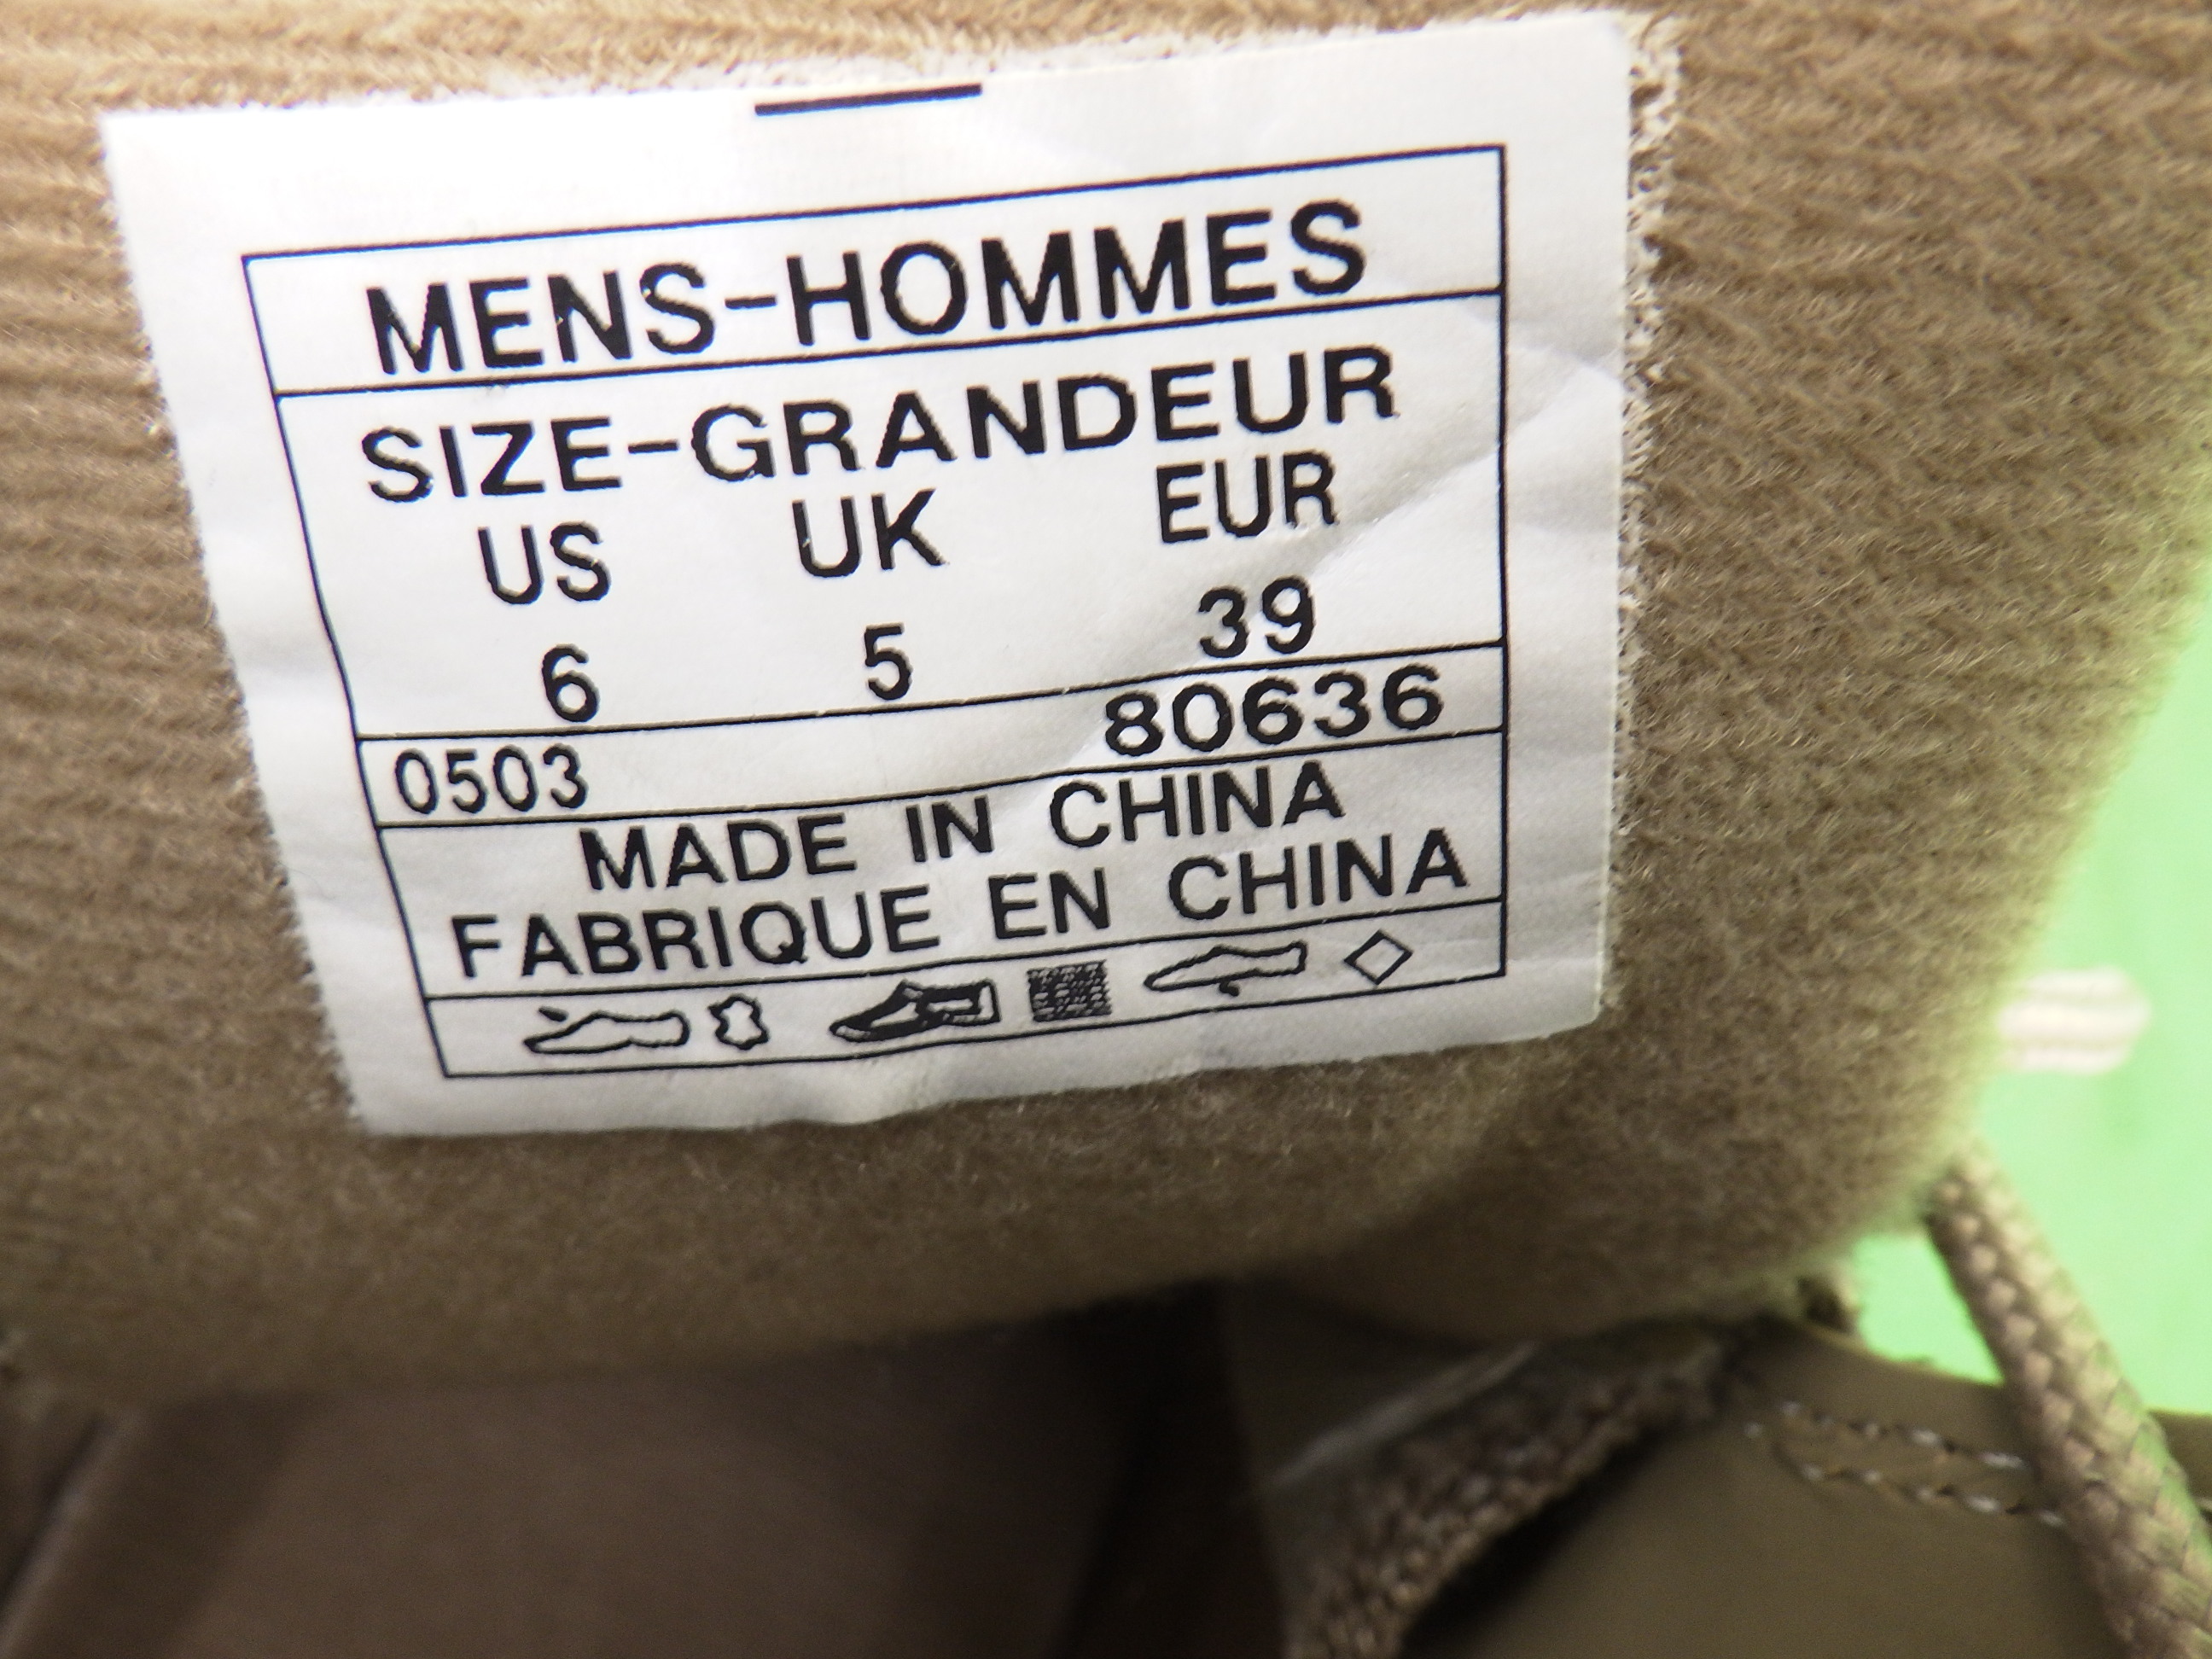 MENS-HOMMES
SIZE-GRANDEUR
US UK EUR
6 5 39
0503 80636
MADE IN CHINA
FABRIQUE EN CHINA